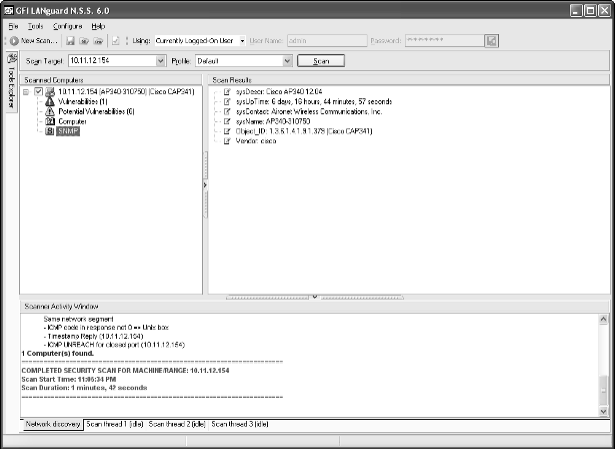 GFI LANguard N.S.S. 6.0
File Tools Configure Help
New Scan... Using: Currently Logged-On User User Name: admin Password: ********
Scan Target: 10.11.12.154 Profile: Default Scan
Tools Explorer
Scanned Computers
10.11.12.154 [AP340-310750] (Cisco CAP341)
Vulnerabilities (1)
Potential Vulnerabilities (6)
Computer
SNMP
Scan Results
sysDescr: Cisco AP340 12.04
sysUpTime: 6 days, 16 hours, 44 minutes, 57 seconds
sysContact: Aironet Wireless Communications, Inc.
sysName: AP340-310750
Object_ID: 1.3.6.1.4.1.9.1.379 (Cisco CAP341)
Vendor: cisco
Scanner Activity Window
Same network segment
- ICMP code in response not 0 => Unix box
- Timestamp Reply (10.11.12.154)
- ICMP UNREACH for closed port (10.11.12.154)
1 Computer(s) found.
COMPLETED SECURITY SCAN FOR MACHINE/RANGE: 10.11.12.154
Scan Start Time: 11:06:34 PM
Scan Duration: 1 minutes, 42 seconds
Network discovery Scan thread 1 (idle) Scan thread 2 (idle) Scan thread 3 (idle)